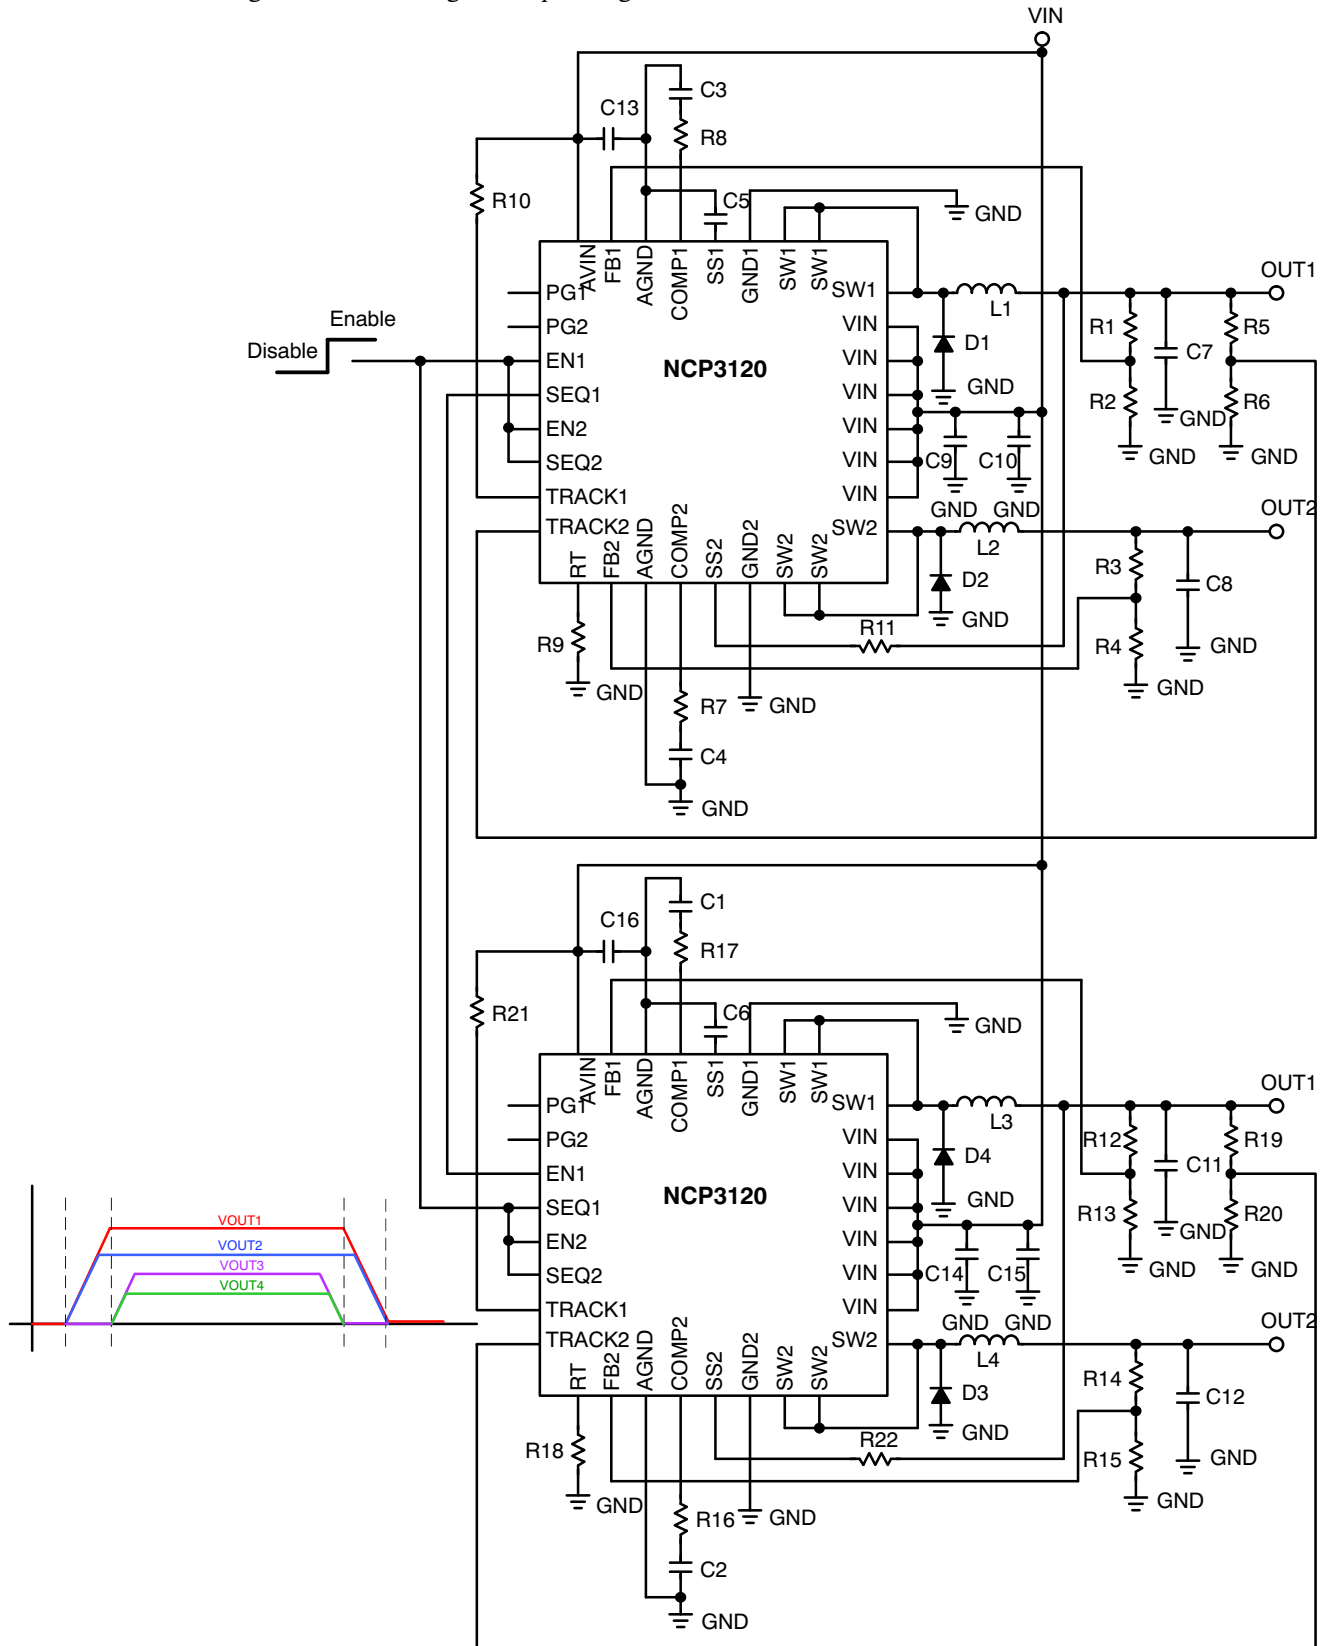 VIN
C3
C13
R8
R10
C5
GND
AVIN
FB1
AGND
COMP1
SS1
GND1
SW1
SW1
OUT1
PG1
SW1
L1
Enable
PG2
VIN
R1
R5
Disable
EN1
NCP3120
VIN
D1
C7
SEQ1
VIN
GND
R2
GND
R6
EN2
VIN
SEQ2
VIN
C9
C10
GND
GND
TRACK1
VIN
GND
GND
OUT2
TRACK2
SW2
L2
RT
FB2
AGND
COMP2
SS2
GND2
SW2
SW2
R3
D2
C8
GND
R11
R9
R4
GND
GND
GND
R7
GND
C4
GND
C1
C16
R17
R21
C6
GND
AVIN
FB1
AGND
COMP1
SS1
GND1
SW1
SW1
OUT1
PG1
SW1
L3
PG2
VIN
R12
R19
EN1
NCP3120
VIN
D4
C11
SEQ1
VIN
GND
R13
GND
R20
VOUT1
EN2
VIN
VOUT2
GND
GND
VOUT3
SEQ2
VIN
C14
C15
VOUT4
TRACK1
VIN
GND
GND
OUT2
TRACK2
SW2
L4
RT
FB2
AGND
COMP2
SS2
GND2
SW2
SW2
R14
D3
C12
GND
R22
R18
R15
GND
GND
GND
R16
GND
C2
GND